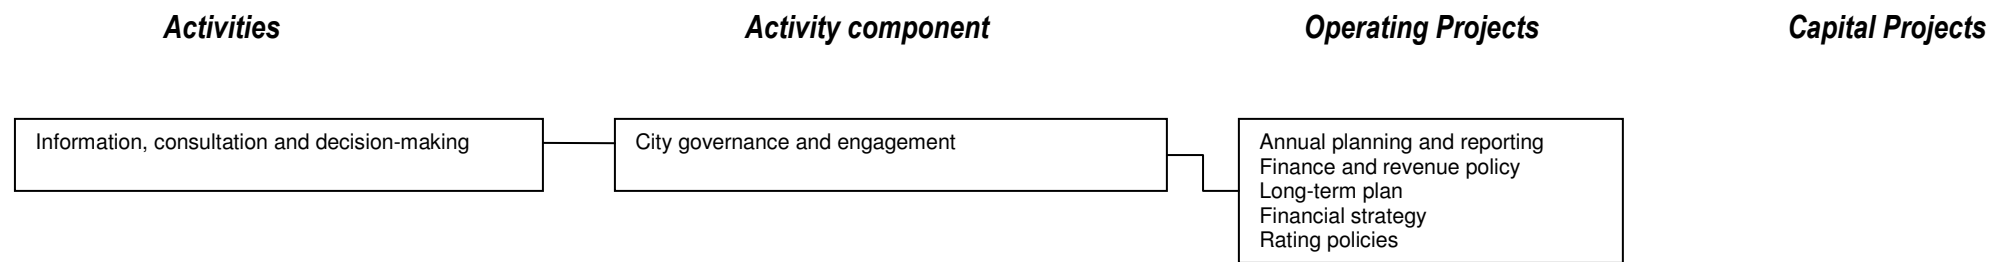 Activities
Activity component
Operating Projects
Capital Projects
Information, consultation and decision-making
City governance and engagement
Annual planning and reporting
Finance and revenue policy
Long-term plan
Financial strategy
Rating policies